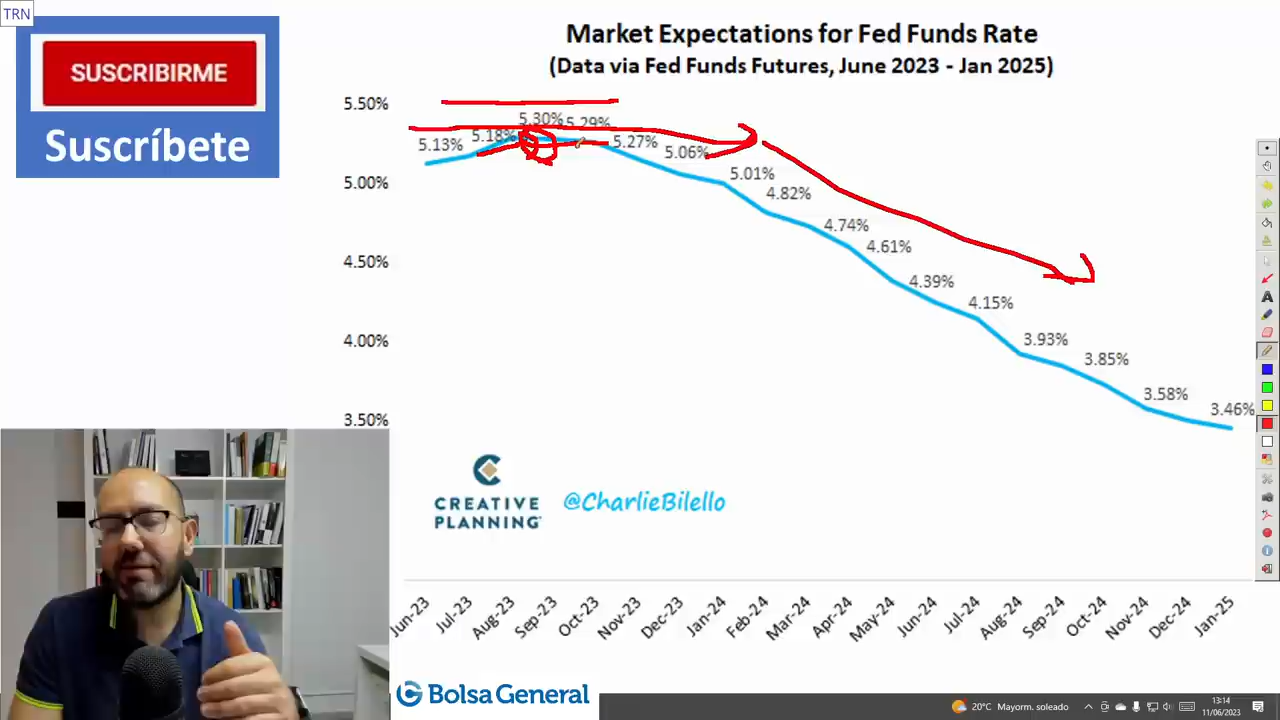 TRN
SUSCRIBIRME
Suscríbete
Market Expectations for Fed Funds Rate
(Data via Fed Funds Futures, June 2023 - Jan 2025)
5.50%
5.00%
4.50%
4.00%
3.50%
5.13%
5.18%
5.30%
5.29%
5.27%
5.06%
5.01%
4.82%
4.74%
4.61%
4.39%
4.15%
3.93%
3.85%
3.58%
3.46%
CREATIVE
PLANNING
@CharlieBilello
Jun-23
Jul-23
Aug-23
Sep-23
Oct-23
Nov-23
Dec-23
Jan-24
Feb-24
Mar-24
Apr-24
May-24
Jun-24
Jul-24
Aug-24
Sep-24
Oct-24
Nov-24
Dec-24
Jan-25
Bolsa General
20°C Mayorm. soleado
13:14
11/06/2023